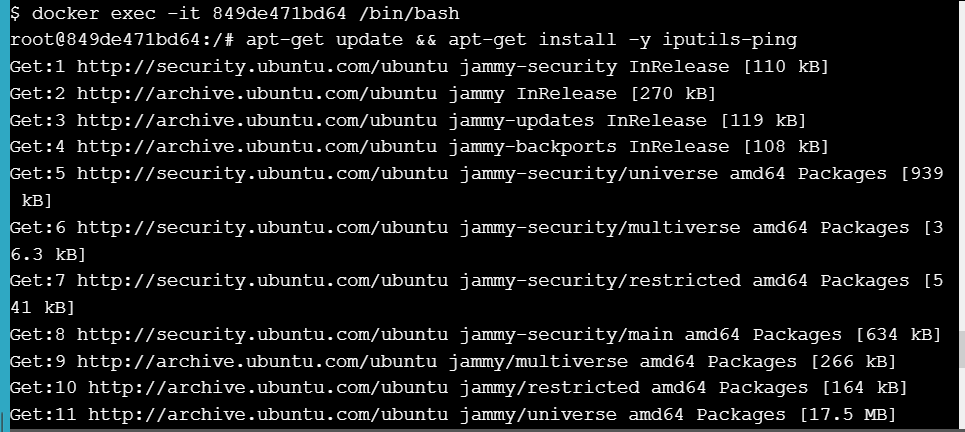 $ docker exec -it 849de471bd64 /bin/bash
root@849de471bd64:/# apt-get update && apt-get install -y iputils-ping
Get:1 http://security.ubuntu.com/ubuntu jammy-security InRelease [110 kB]
Get:2 http://archive.ubuntu.com/ubuntu jammy InRelease [270 kB]
Get:3 http://archive.ubuntu.com/ubuntu jammy-updates InRelease [119 kB]
Get:4 http://archive.ubuntu.com/ubuntu jammy-backports InRelease [108 kB]
Get:5 http://security.ubuntu.com/ubuntu jammy-security/universe amd64 Packages [939
 kB]
Get:6 http://security.ubuntu.com/ubuntu jammy-security/multiverse amd64 Packages [3
6.3 kB]
Get:7 http://security.ubuntu.com/ubuntu jammy-security/restricted amd64 Packages [5
41 kB]
Get:8 http://security.ubuntu.com/ubuntu jammy-security/main amd64 Packages [634 kB]
Get:9 http://archive.ubuntu.com/ubuntu jammy/multiverse amd64 Packages [266 kB]
Get:10 http://archive.ubuntu.com/ubuntu jammy/restricted amd64 Packages [164 kB]
Get:11 http://archive.ubuntu.com/ubuntu jammy/universe amd64 Packages [17.5 MB]